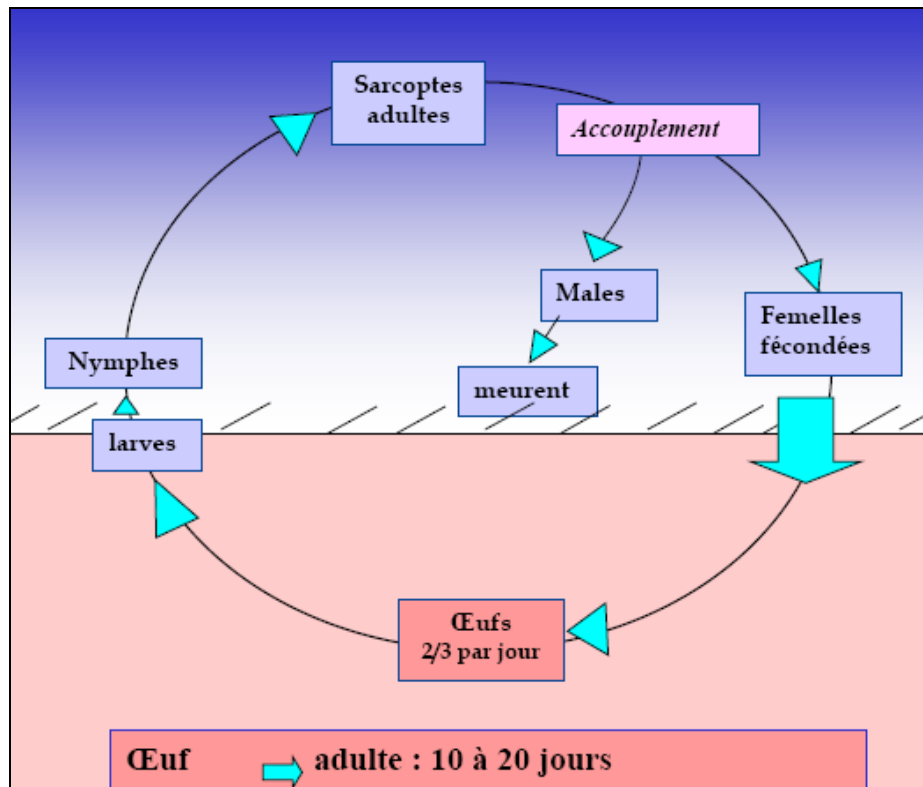 Sarcoptes
adultes
Accouplement
Males
meurent
Femelles
fécondées
Nymphes
larves
Œufs
2/3 par jour
Œuf adulte : 10 à 20 jours